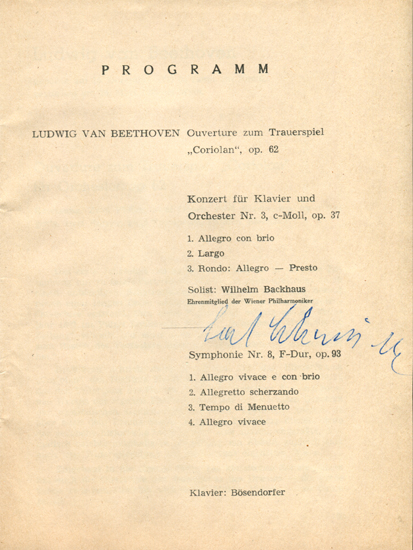 PROGRAMM
LUDWIG VAN BEETHOVEN Ouverture zum Trauerspiel
„Coriolan“, op. 62
Konzert für Klavier und
Orchester Nr. 3, c-Moll, op. 37
1. Allegro con brio
2. Largo
3. Rondo: Allegro — Presto
Solist: Wilhelm Backhaus
Ehrenmitglied der Wiener Philharmoniker
Symphonie Nr. 8, F-Dur, op. 93
1. Allegro vivace e con brio
2. Allegretto scherzando
3. Tempo di Menuetto
4. Allegro vivace
Klavier: Bösendorfer